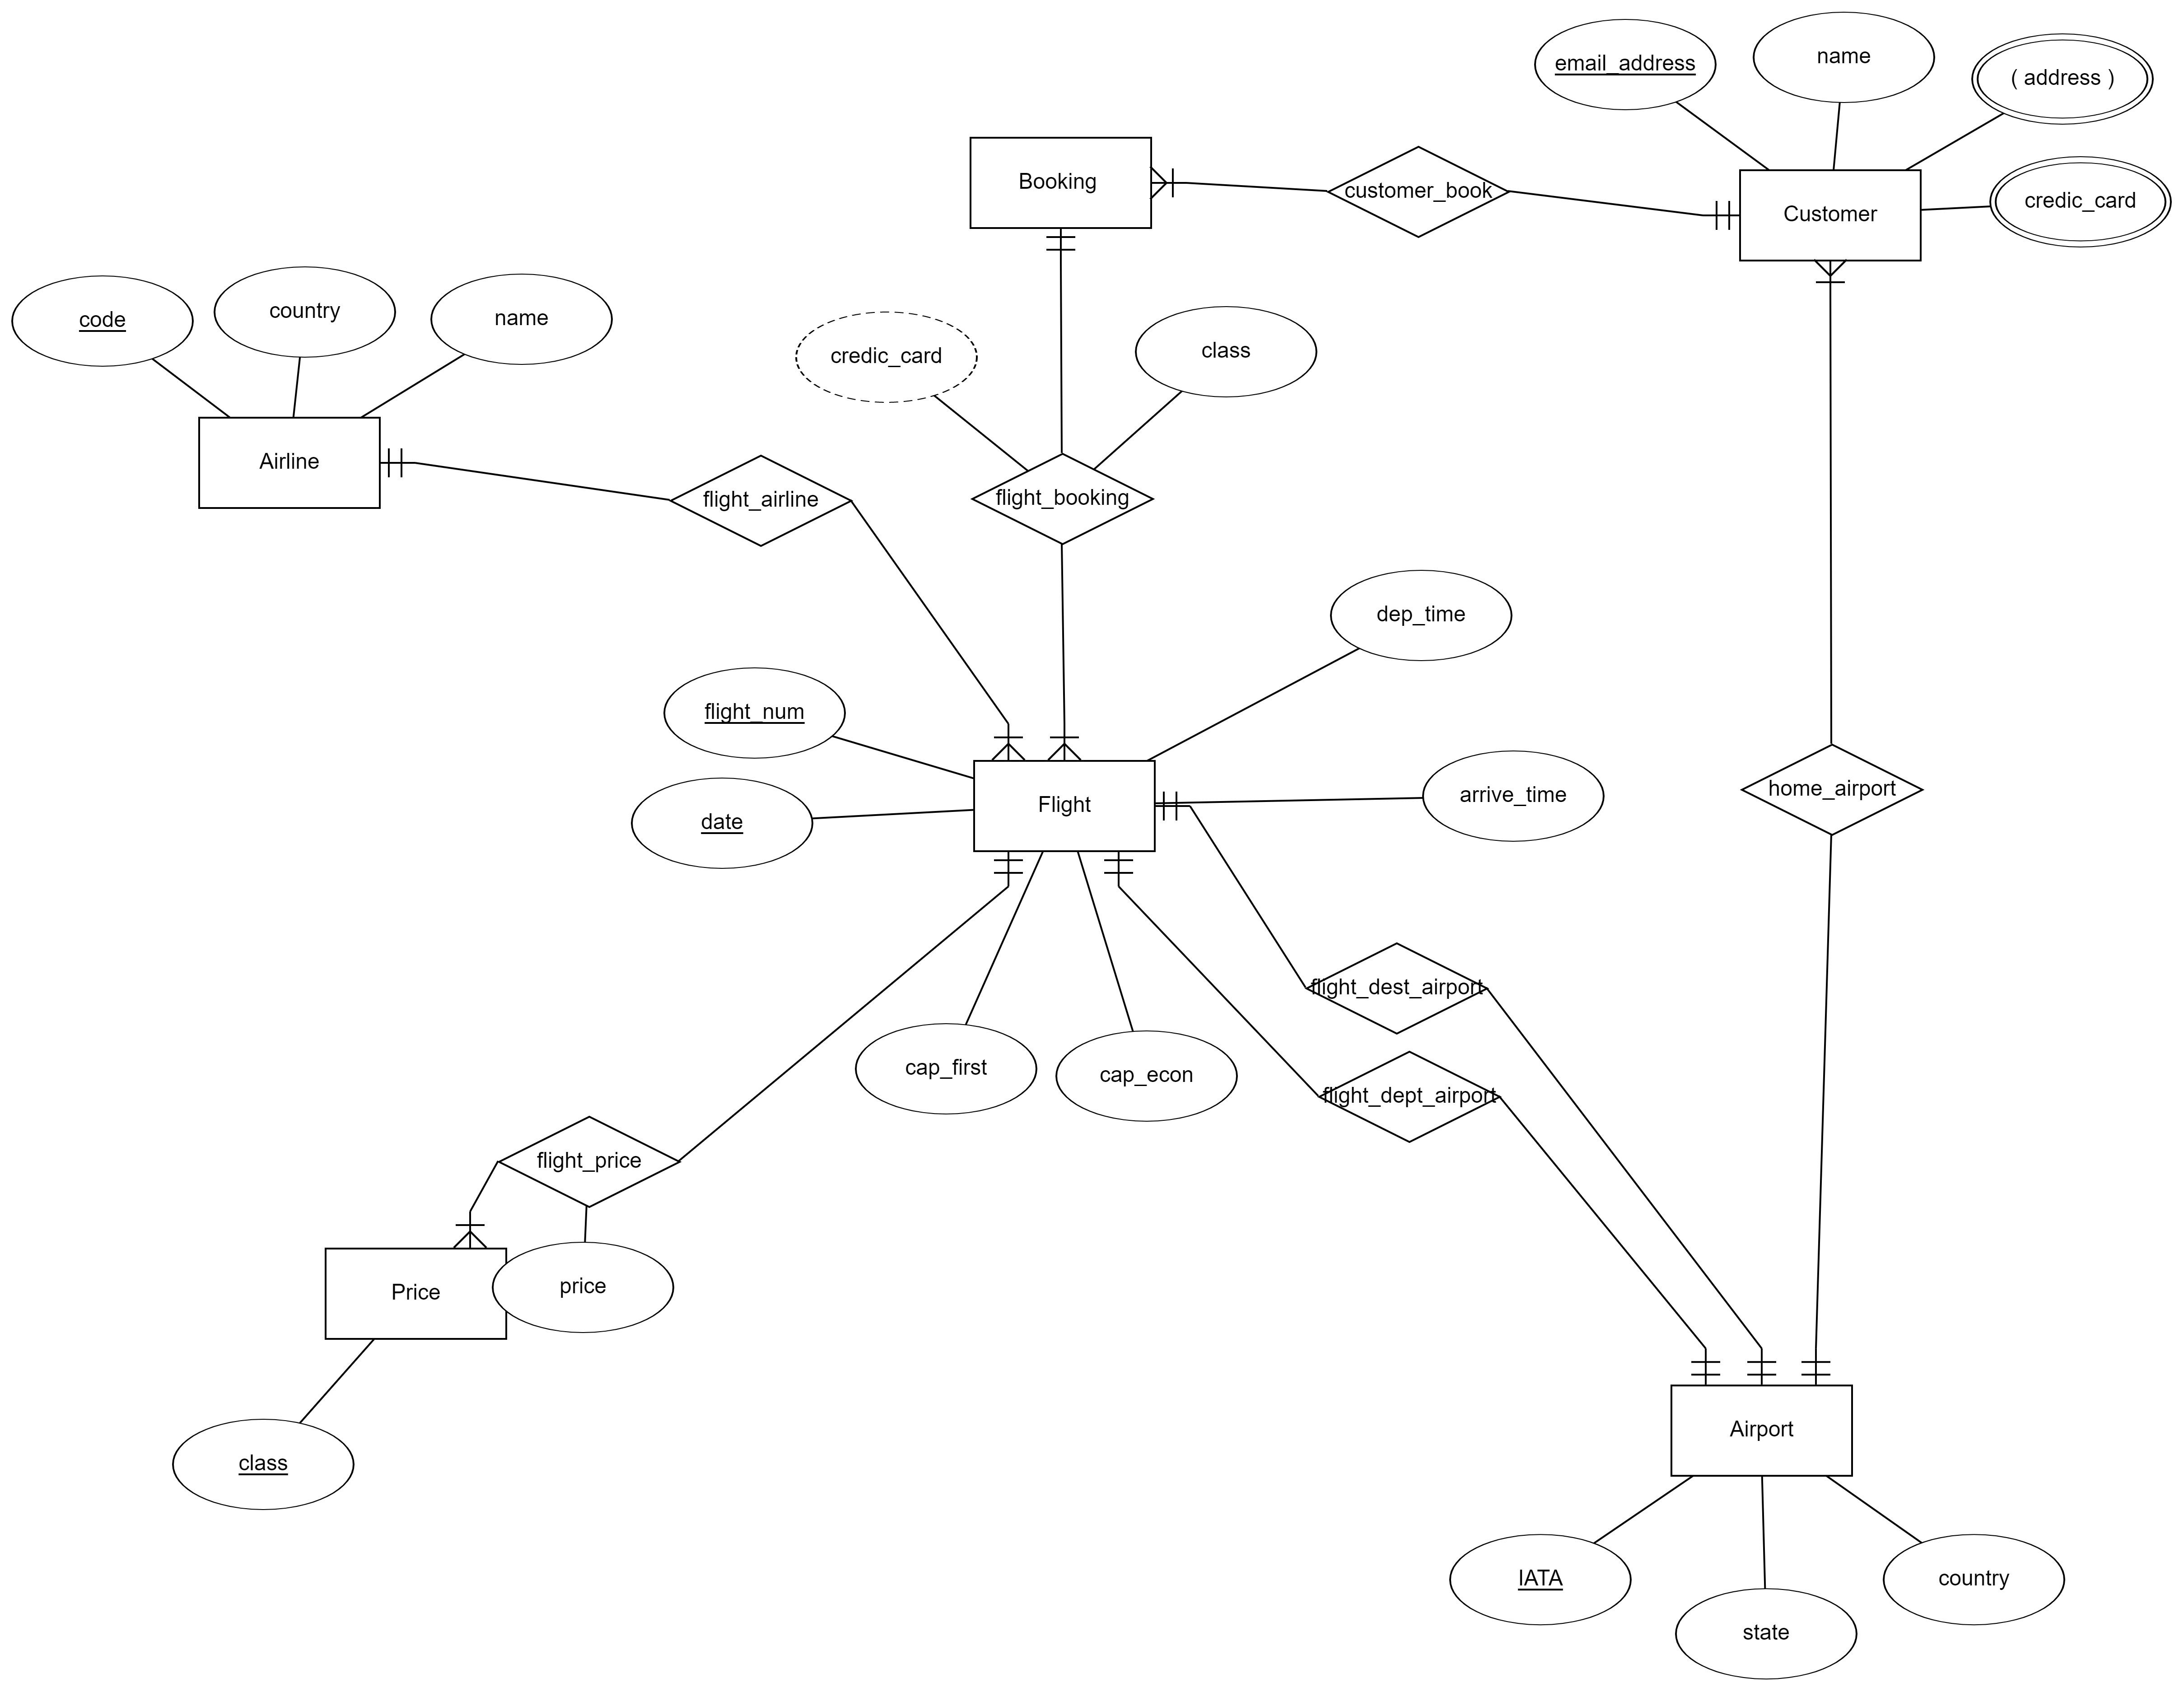 name
email_address
( address )
Booking
customer_book
credic_card
Customer
code
country
name
credic_card
class
Airline
flight_airline
flight_booking
dep_time
flight_num
home_airport
date
Flight
arrive_time
flight_dest_airport
cap_first
cap_econ
flight_dept_airport
flight_price
Price
price
Airport
class
IATA
country
state